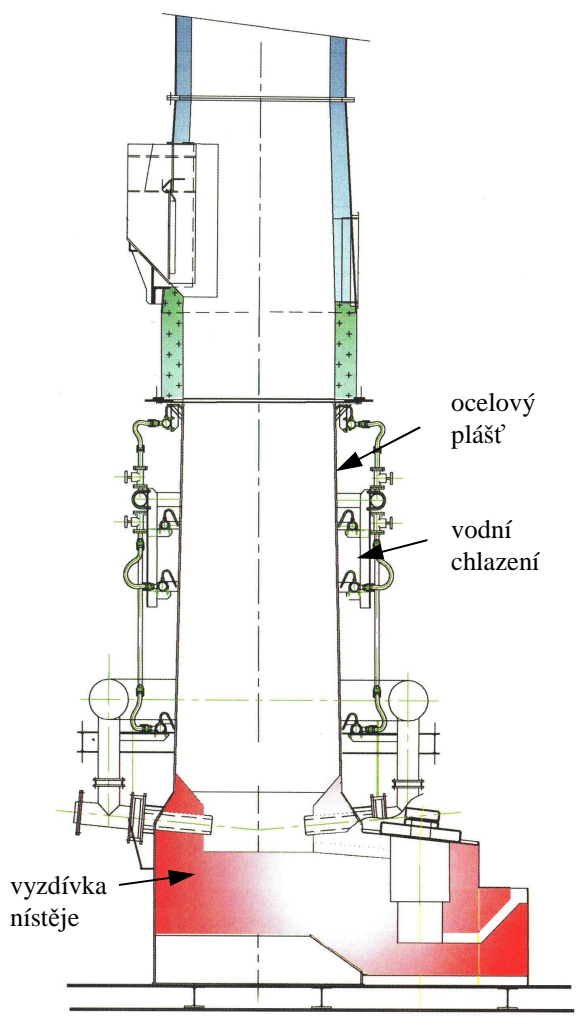 ocelový
plášť
vodní
chlazení
vyzdívka
nístěje